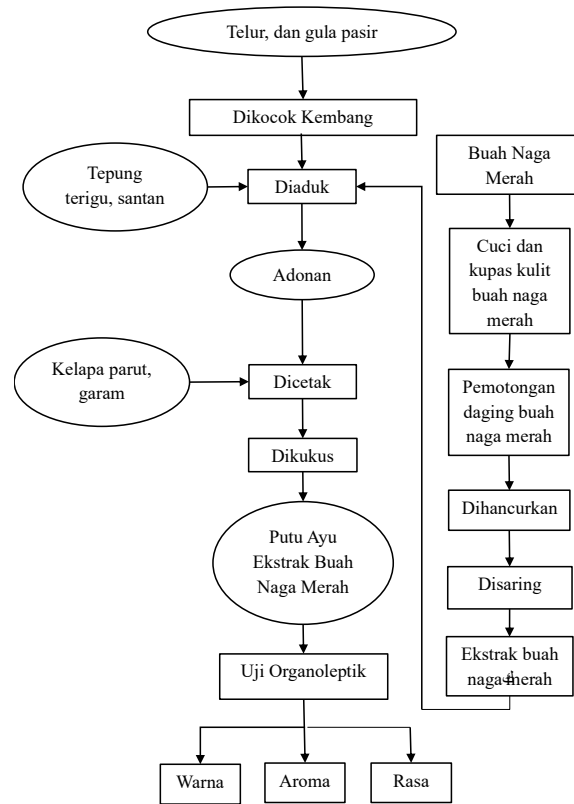 Telur, dan gula pasir
Dikocok Kembang
Tepung
terigu, santan
Diaduk
Adonan
Kelapa parut,
garam
Dicetak
Dikukus
Putu Ayu
Ekstrak Buah
Naga Merah
Uji Organoleptik
Warna
Aroma
Rasa
Buah Naga
Merah
Cuci dan
kupas kulit
buah naga
merah
Pemotongan
daging buah
naga merah
Dihancurkan
Disaring
Ekstrak buah
naga merah